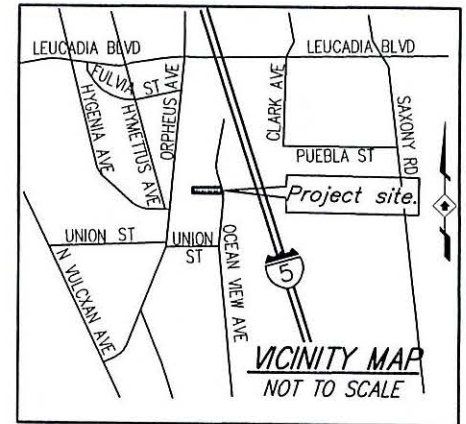 LEUCADIA BLVD
LEUCADIA BLVD
FULVIA ST
HYGENIA AVE
HYMETTUS AVE
ORPHEUS AVE
CLARK AVE
SAXONY RD
PUEBLA ST
Project site.
UNION ST
UNION
ST
OCEAN VIEW AVE
N VULCXAN AVE
5
VICINITY MAP
NOT TO SCALE